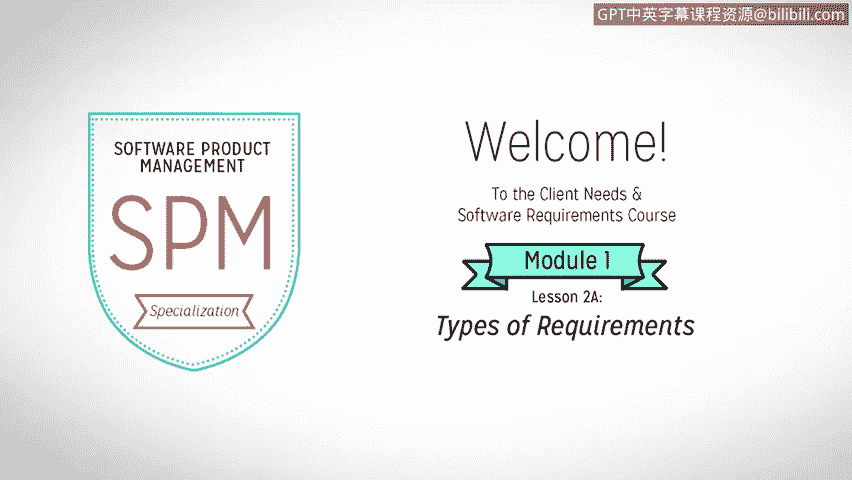 GPT中英字幕课程资源@bilibili.com
SOFTWARE PRODUCT
MANAGEMENT
SPM
Specialization
Welcome!
To the Client Needs &
Software Requirements Course
Module 1
Lesson 2A:
Types of Requirements